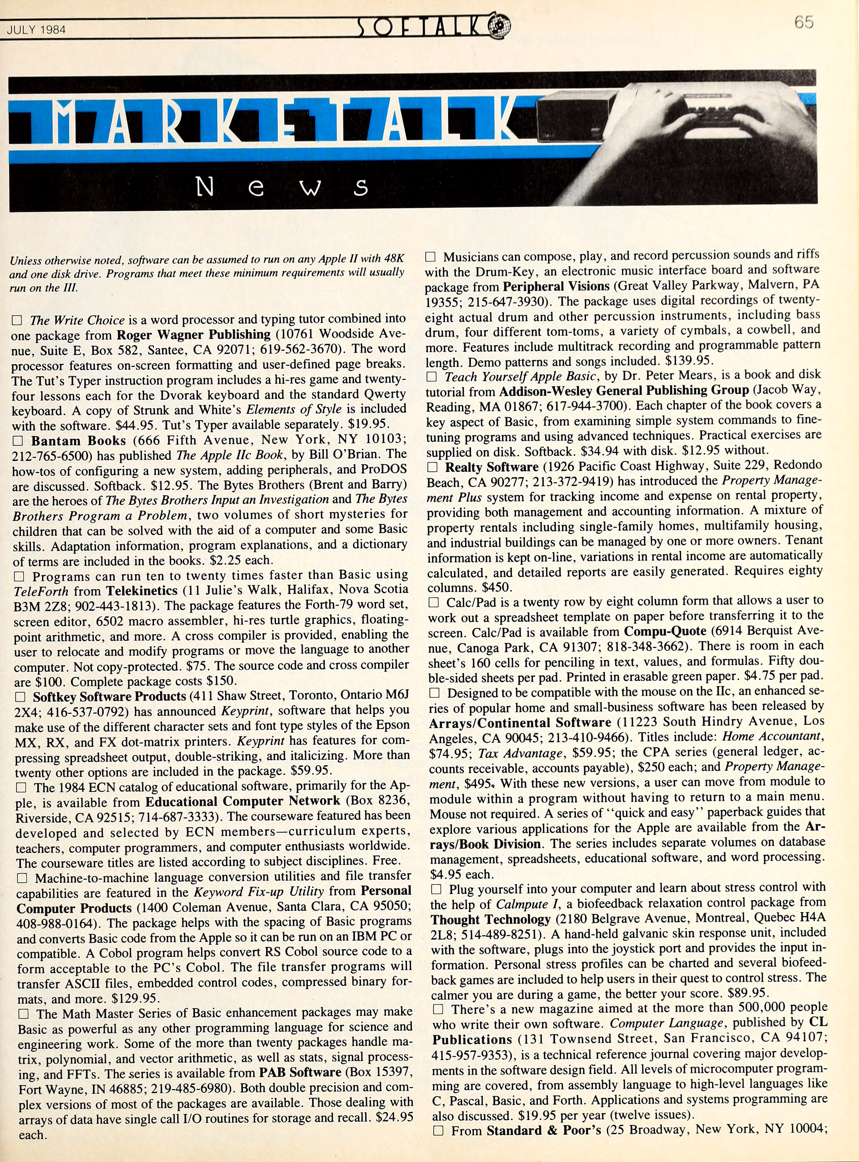 JULY 1984
SOFTALK
65
MARKETALK
News
Unless otherwise noted, software can be assumed to run on any Apple II with 48K
and one disk drive. Programs that meet these minimum requirements will usually
run on the III.
☐ The Write Choice is a word processor and typing tutor combined into
one package from Roger Wagner Publishing (10761 Woodside Ave-
nue, Suite E, Box 582, Santee, CA 92071; 619-562-3670). The word
processor features on-screen formatting and user-defined page breaks.
The Tut's Typer instruction program includes a hi-res game and twenty-
four lessons each for the Dvorak keyboard and the standard Qwerty
keyboard. A copy of Strunk and White's Elements of Style is included
with the software. $44.95. Tut's Typer available separately. $19.95.
☐ Bantam Books (666 Fifth Avenue, New York, NY 10103;
212-765-6500) has published The Apple IIc Book, by Bill O'Brian. The
how-tos of configuring a new system, adding peripherals, and ProDOS
are discussed. Softback. $12.95. The Bytes Brothers (Brent and Barry)
are the heroes of The Bytes Brothers Input an Investigation and The Bytes
Brothers Program a Problem, two volumes of short mysteries for
children that can be solved with the aid of a computer and some Basic
skills. Adaptation information, program explanations, and a dictionary
of terms are included in the books. $2.25 each.
☐ Programs can run ten to twenty times faster than Basic using
TeleForth from Telekinetics (11 Julie's Walk, Halifax, Nova Scotia
B3M 2Z8; 902-443-1813). The package features the Forth-79 word set,
screen editor, 6502 macro assembler, hi-res turtle graphics, floating-
point arithmetic, and more. A cross compiler is provided, enabling the
user to relocate and modify programs or move the language to another
computer. Not copy-protected. $75. The source code and cross compiler
are $100. Complete package costs $150.
☐ Softkey Software Products (411 Shaw Street, Toronto, Ontario M6J
2X4; 416-537-0792) has announced Keyprint, software that helps you
make use of the different character sets and font type styles of the Epson
MX, RX, and FX dot-matrix printers. Keyprint has features for com-
pressing spreadsheet output, double-striking, and italicizing. More than
twenty other options are included in the package. $59.95.
☐ The 1984 ECN catalog of educational software, primarily for the Ap-
ple, is available from Educational Computer Network (Box 8236,
Riverside, CA 92515; 714-687-3333). The courseware featured has been
developed and selected by ECN members—curriculum experts,
teachers, computer programmers, and computer enthusiasts worldwide.
The courseware titles are listed according to subject disciplines. Free.
☐ Machine-to-machine language conversion utilities and file transfer
capabilities are featured in the Keyword Fix-up Utility from Personal
Computer Products (1400 Coleman Avenue, Santa Clara, CA 95050;
408-988-0164). The package helps with the spacing of Basic programs
and converts Basic code from the Apple so it can be run on an IBM PC or
compatible. A Cobol program helps convert RS Cobol source code to a
form acceptable to the PC's Cobol. The file transfer programs will
transfer ASCII files, embedded control codes, compressed binary for-
mats, and more. $129.95.
☐ The Math Master Series of Basic enhancement packages may make
Basic as powerful as any other programming language for science and
engineering work. Some of the more than twenty packages handle ma-
trix, polynomial, and vector arithmetic, as well as stats, signal process-
ing, and FFTs. The series is available from PAB Software (Box 15397,
Fort Wayne, IN 46885; 219-485-6980). Both double precision and com-
plex versions of most of the packages are available. Those dealing with
arrays of data have single call I/O routines for storage and recall. $24.95
each.
☐ Musicians can compose, play, and record percussion sounds and riffs
with the Drum-Key, an electronic music interface board and software
package from Peripheral Visions (Great Valley Parkway, Malvern, PA
19355; 215-647-3930). The package uses digital recordings of twenty-
eight actual drum and other percussion instruments, including bass
drum, four different tom-toms, a variety of cymbals, a cowbell, and
more. Features include multitrack recording and programmable pattern
length. Demo patterns and songs included. $139.95.
☐ Teach Yourself Apple Basic, by Dr. Peter Mears, is a book and disk
tutorial from Addison-Wesley General Publishing Group (Jacob Way,
Reading, MA 01867; 617-944-3700). Each chapter of the book covers a
key aspect of Basic, from examining simple system commands to fine-
tuning programs and using advanced techniques. Practical exercises are
supplied on disk. Softback. $34.94 with disk. $12.95 without.
☐ Realty Software (1926 Pacific Coast Highway, Suite 229, Redondo
Beach, CA 90277; 213-372-9419) has introduced the Property Manage-
ment Plus system for tracking income and expense on rental property,
providing both management and accounting information. A mixture of
property rentals including single-family homes, multifamily housing,
and industrial buildings can be managed by one or more owners. Tenant
information is kept on-line, variations in rental income are automatically
calculated, and detailed reports are easily generated. Requires eighty
columns. $450.
☐ Calc/Pad is a twenty row by eight column form that allows a user to
work out a spreadsheet template on paper before transferring it to the
screen. Calc/Pad is available from Compu-Quote (6914 Berquist Ave-
nue, Canoga Park, CA 91307; 818-348-3662). There is room in each
sheet's 160 cells for penciling in text, values, and formulas. Fifty dou-
ble-sided sheets per pad. Printed in erasable green paper. $4.75 per pad.
☐ Designed to be compatible with the mouse on the IIc, an enhanced se-
ries of popular home and small-business software has been released by
Arrays/Continental Software (11223 South Hindry Avenue, Los
Angeles, CA 90045; 213-410-9466). Titles include: Home Accountant,
$74.95; Tax Advantage, $59.95; the CPA series (general ledger, ac-
counts receivable, accounts payable), $250 each; and Property Manage-
ment, $495. With these new versions, a user can move from module to
module within a program without having to return to a main menu.
Mouse not required. A series of "quick and easy" paperback guides that
explore various applications for the Apple are available from the Ar-
rays/Book Division. The series includes separate volumes on database
management, spreadsheets, educational software, and word processing.
$4.95 each.
☐ Plug yourself into your computer and learn about stress control with
the help of Calmpute I, a biofeedback relaxation control package from
Thought Technology (2180 Belgrave Avenue, Montreal, Quebec H4A
2L8; 514-489-8251). A hand-held galvanic skin response unit, included
with the software, plugs into the joystick port and provides the input in-
formation. Personal stress profiles can be charted and several biofeed-
back games are included to help users in their quest to control stress. The
calmer you are during a game, the better your score. $89.95.
☐ There's a new magazine aimed at the more than 500,000 people
who write their own software. Computer Language, published by CL
Publications (131 Townsend Street, San Francisco, CA 94107;
415-957-9353), is a technical reference journal covering major develop-
ments in the software design field. All levels of microcomputer program-
ming are covered, from assembly language to high-level languages like
C, Pascal, Basic, and Forth. Applications and systems programming are
also discussed. $19.95 per year (twelve issues).
☐ From Standard & Poor's (25 Broadway, New York, NY 10004;